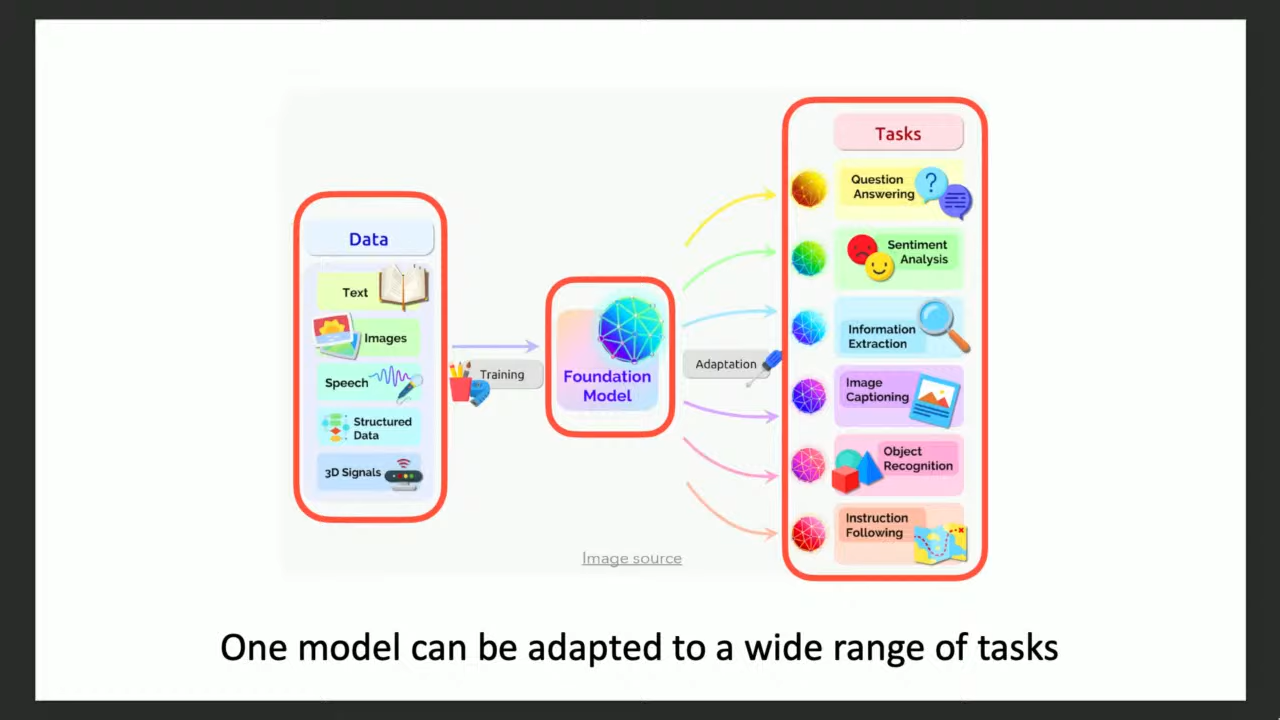 Data
Text
Images
Speech
Structured
Data
3D Signals
Training
Foundation
Model
Adaptation
Tasks
Question
Answering
?
Sentiment
Analysis
Information
Extraction
Image
Captioning
Object
Recognition
Instruction
Following
Image source
One model can be adapted to a wide range of tasks